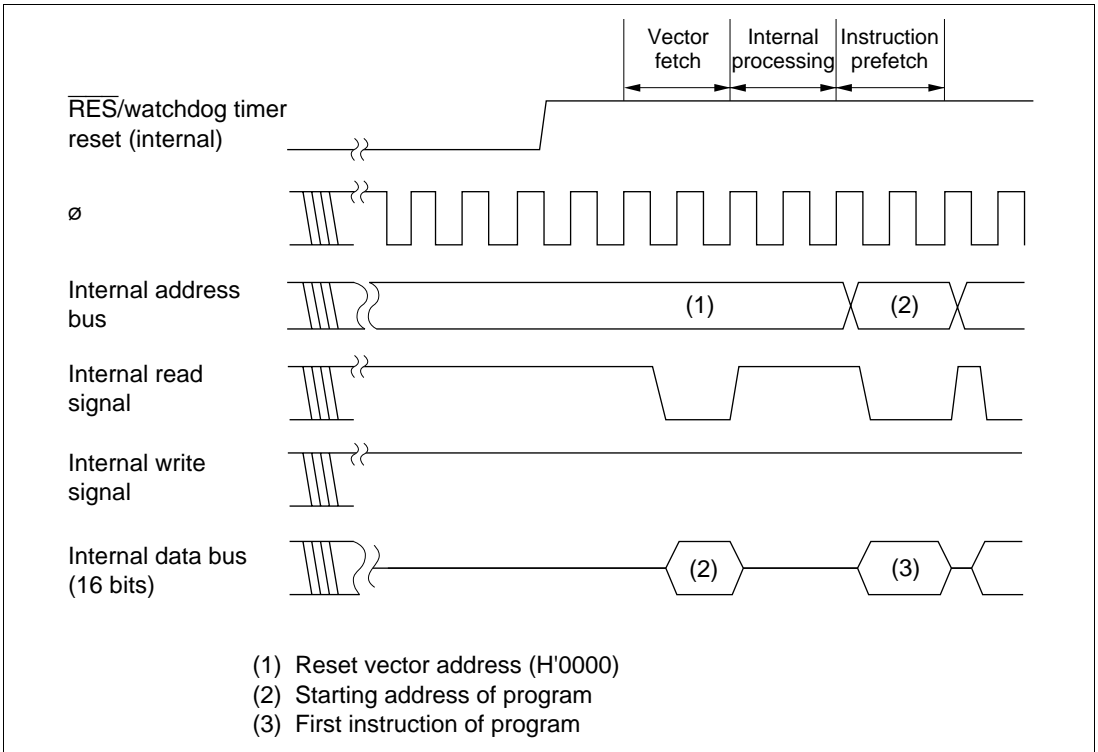 Vector fetch
Internal processing
Instruction prefetch
R̅E̅S̅/watchdog timer
reset (internal)
ø
Internal address
bus
(1)
(2)
Internal read
signal
Internal write
signal
Internal data bus
(16 bits)
(2)
(3)
(1) Reset vector address (H'0000)
(2) Starting address of program
(3) First instruction of program